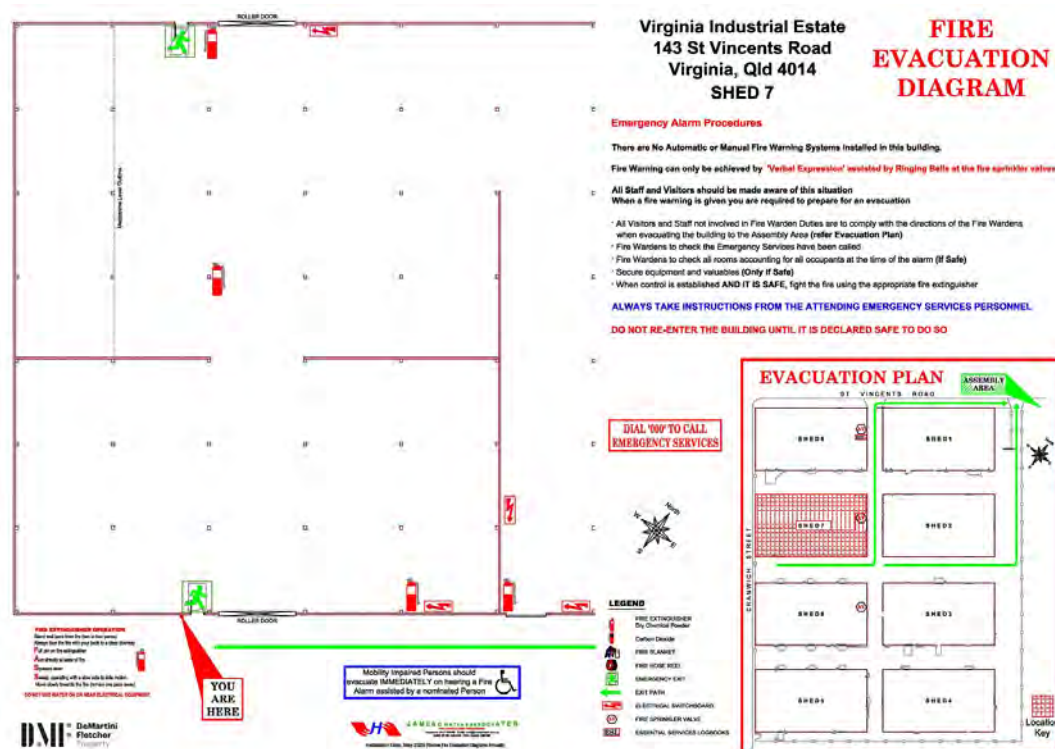 ROLLER DOOR
Mezzanine Level Outline
ROLLER DOOR
YOU
ARE
HERE
FIRE EXTINGUISHER OPERATION
DO NOT USE WATER ON OR NEAR ELECTRICAL EQUIPMENT
DMF DeMartini
Fletcher
Property
Mobility Impaired Persons should
evacuate IMMEDIATELY on hearing a Fire
Alarm assisted by a nominated Person
JAMES
ASSOCIATES
Virginia Industrial Estate
143 St Vincents Road
Virginia, Qld 4014
SHED 7
FIRE
EVACUATION
DIAGRAM
Emergency Alarm Procedures
There are No Automatic or Manual Fire Warning Systems installed in this building.
Fire Warning can only be achieved by 'Verbal Expression' assisted by Ringing Bells at the fire sprinkler valves
All Staff and Visitors should be made aware of this situation
When a fire warning is given you are required to prepare for an evacuation
· All Visitors and Staff not involved in Fire Warden Duties are to comply with the directions of the Fire Wardens
when evacuating the building to the Assembly Area (refer Evacuation Plan)
· Fire Wardens to check the Emergency Services have been called
· Fire Wardens to check all rooms accounting for all occupants at the time of the alarm (If Safe)
· Secure equipment and valuables (Only if Safe)
· When control is established AND IT IS SAFE, fight the fire using the appropriate fire extinguisher
ALWAYS TAKE INSTRUCTIONS FROM THE ATTENDING EMERGENCY SERVICES PERSONNEL
DO NOT RE-ENTER THE BUILDING UNTIL IT IS DECLARED SAFE TO DO SO
DIAL '000' TO CALL
EMERGENCY SERVICES
North
W
S
E
LEGEND
FIRE EXTINGUISHER
Dry Chemical Powder
Carbon Dioxide
FIRE BLANKET
FIRE HOSE REEL
EMERGENCY EXIT
EXIT PATH
ELECTRICAL SWITCHBOARD
FIRE SPRINKLER VALVE
ESSENTIAL SERVICES LOGBOOKS
EVACUATION PLAN
ASSEMBLY
AREA
ST VINCENTS ROAD
SHED 1
SHED 7
SHED 2
CRANWICH STREET
SHED 3
SHED 4
Location
Key